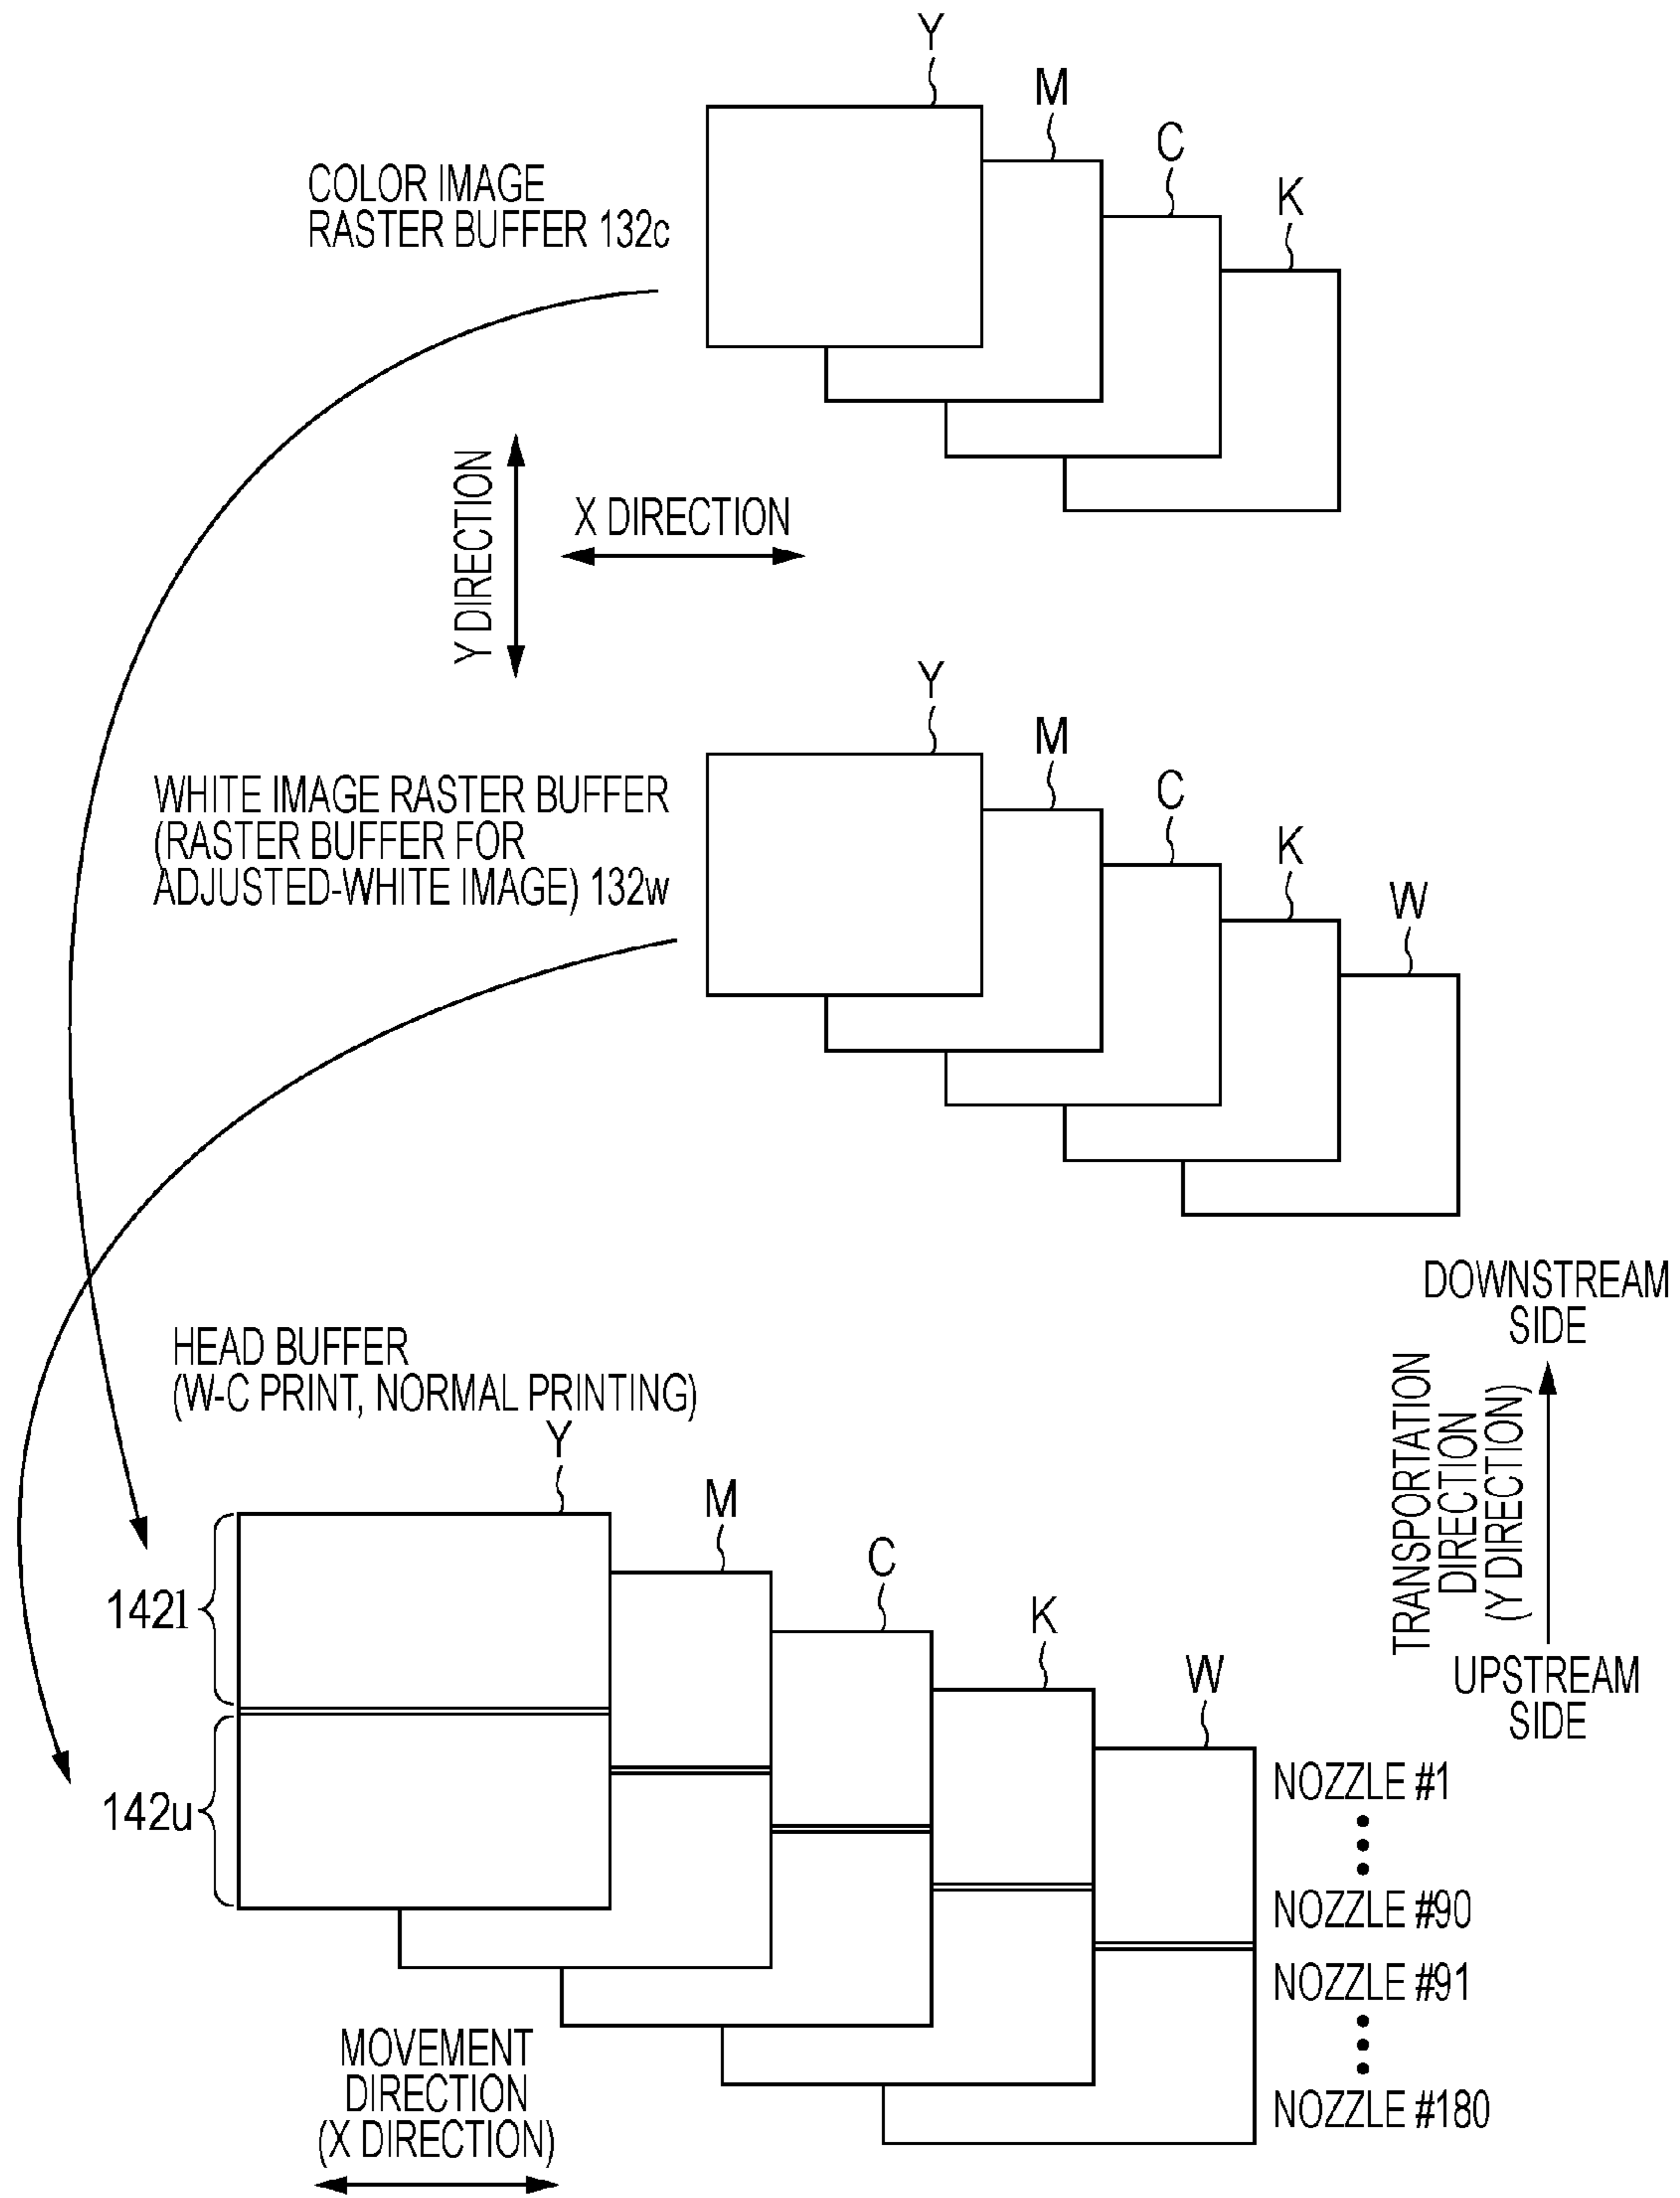 Y
M
C
K
COLOR IMAGE
RASTER BUFFER 132c
Y DIRECTION
X DIRECTION
Y
M
C
K
W
WHITE IMAGE RASTER BUFFER
(RASTER BUFFER FOR
ADJUSTED-WHITE IMAGE) 132w
DOWNSTREAM
SIDE
TRANSPORTATION
DIRECTION
(Y DIRECTION)
UPSTREAM
SIDE
HEAD BUFFER
(W-C PRINT, NORMAL PRINTING)
Y
M
C
K
W
142l
142u
NOZZLE #1
NOZZLE #90
NOZZLE #91
NOZZLE #180
MOVEMENT
DIRECTION
(X DIRECTION)